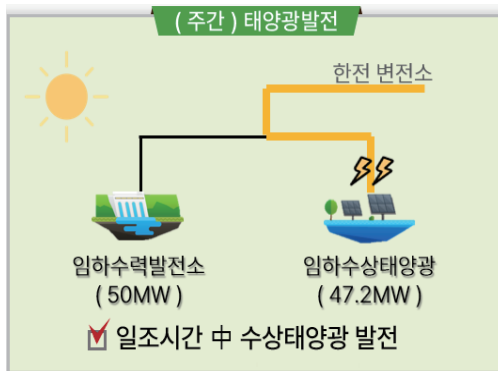 ( 주간 ) 태양광발전
한전 변전소
임하수력발전소
( 50MW )
임하수상태양광
( 47.2MW )
일조시간 中 수상태양광 발전